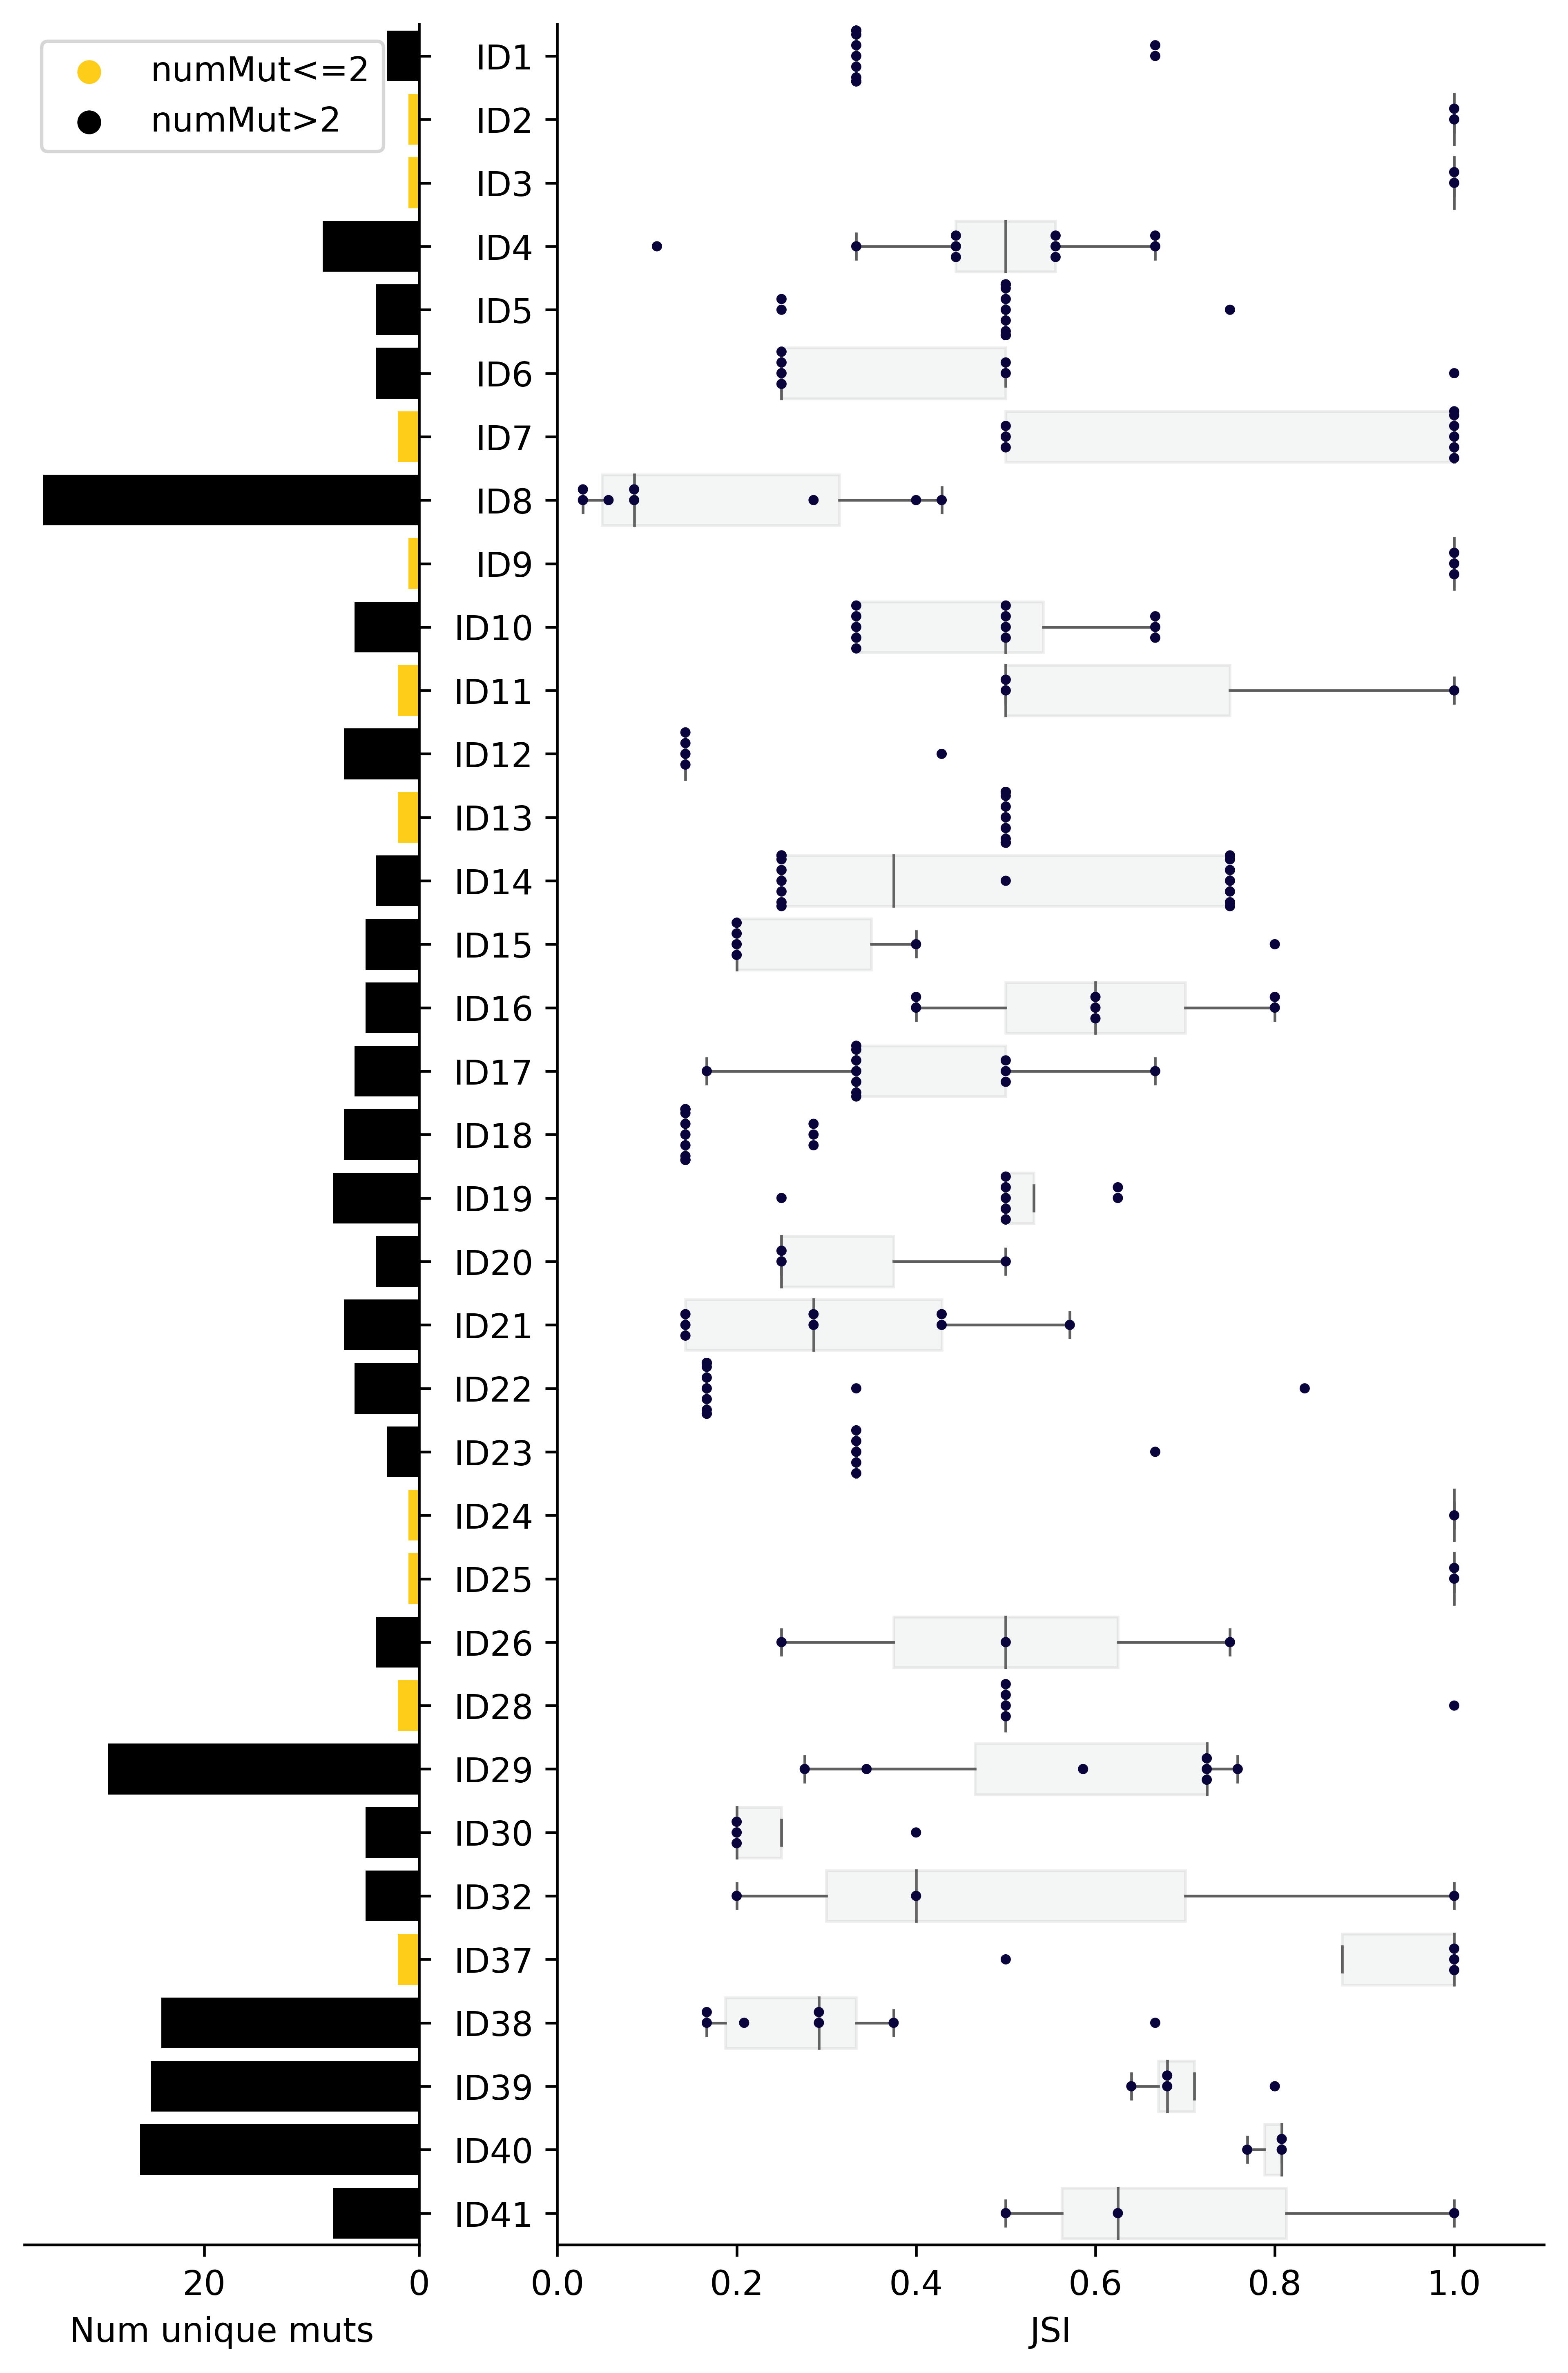 numMut<=2
numMut>2
ID1
ID2
ID3
ID4
ID5
ID6
ID7
ID8
ID9
ID10
ID11
ID12
ID13
ID14
ID15
ID16
ID17
ID18
ID19
ID20
ID21
ID22
ID23
ID24
ID25
ID26
ID28
ID29
ID30
ID32
ID37
ID38
ID39
ID40
ID41
20 0 0.0 0.2 0.4 0.6 0.8 1.0
Num unique muts JSI